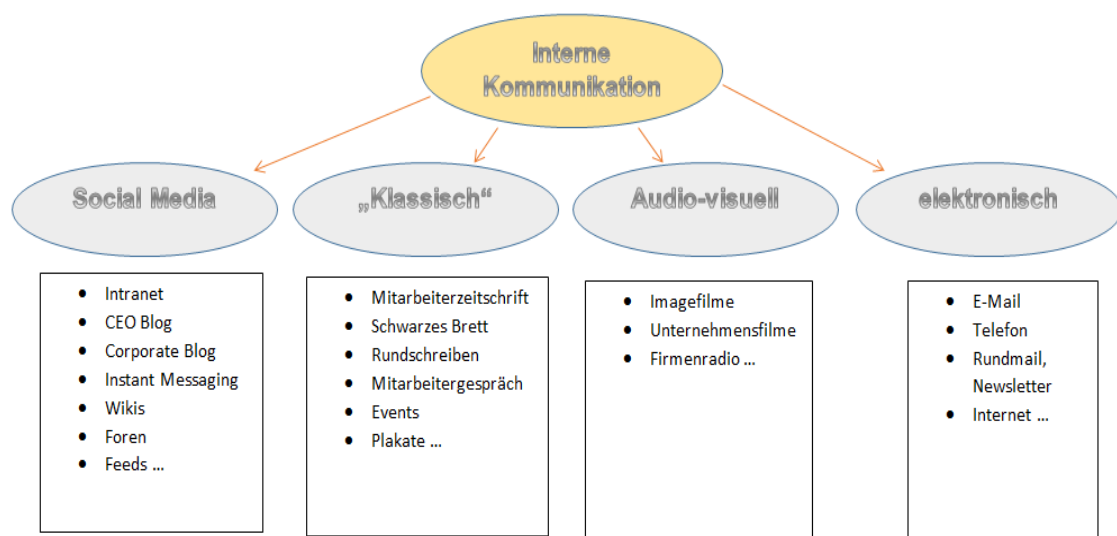 Interne
Kommunikation
Social Media
„Klassisch“
Audio-visuell
elektronisch
• Intranet
• CEO Blog
• Corporate Blog
• Instant Messaging
• Wikis
• Foren
• Feeds ...
• Mitarbeiterzeitschrift
• Schwarzes Brett
• Rundschreiben
• Mitarbeitergespräch
• Events
• Plakate ...
• Imagefilme
• Unternehmensfilme
• Firmenradio ...
• E-Mail
• Telefon
• Rundmail,
Newsletter
• Internet ...